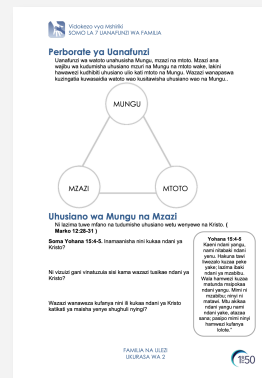 Vidokezo vya Mshiriki
SOMO LA 7 UANAFUNZI WA FAMILIA
Perborate ya Uanafunzi
Uanafunzi wa watoto unahusisha Mungu, mzazi na mtoto. Mzazi ana
wajibu wa kudumisha uhusiano mzuri na Mungu na mtoto wake, lakini
hawawezi kudhibiti uhusiano ulio kati mtoto na Mungu. Wazazi wanapaswa
kuzingatia kuwasaidia watoto wao kusitawisha uhusiano wao na Mungu..
MUNGU
MZAZI
MTOTO
Uhusiano wa Mungu na Mzazi
Ni lazima tuwe mfano na tudumishe uhusiano wetu wenyewe na Kristo. (
Marko 12:28-31 )
Soma Yohana 15:4-5. Inamaanisha nini kukaa ndani ya
Kristo?
Ni vizuizi gani vinatuzuia sisi kama wazazi tusikae ndani ya
Kristo?
Wazazi wanaweza kufanya nini ili kukaa ndani ya Kristo
katikati ya maisha yenye shughuli nyingi?
Yohana 15:4-5
Kaeni ndani yangu,
nami nitakaa ndani
yenu. Hakuna tawi
liwezalo kuzaa peke
yake; lazima ikai
ndani ya mzabibu.
Wala hamwezi kuzaa
matunda msipokaa
ndani yangu. Mimi ni
mzabibu; ninyi ni
matawi. Mtu akikaa
ndani yangu nami
ndani yake, atazaa
sana; pasipo mimi ninyi
hamwezi kufanya
lolote."
FAMILIA NA ULEZI
UKURASA WA 2